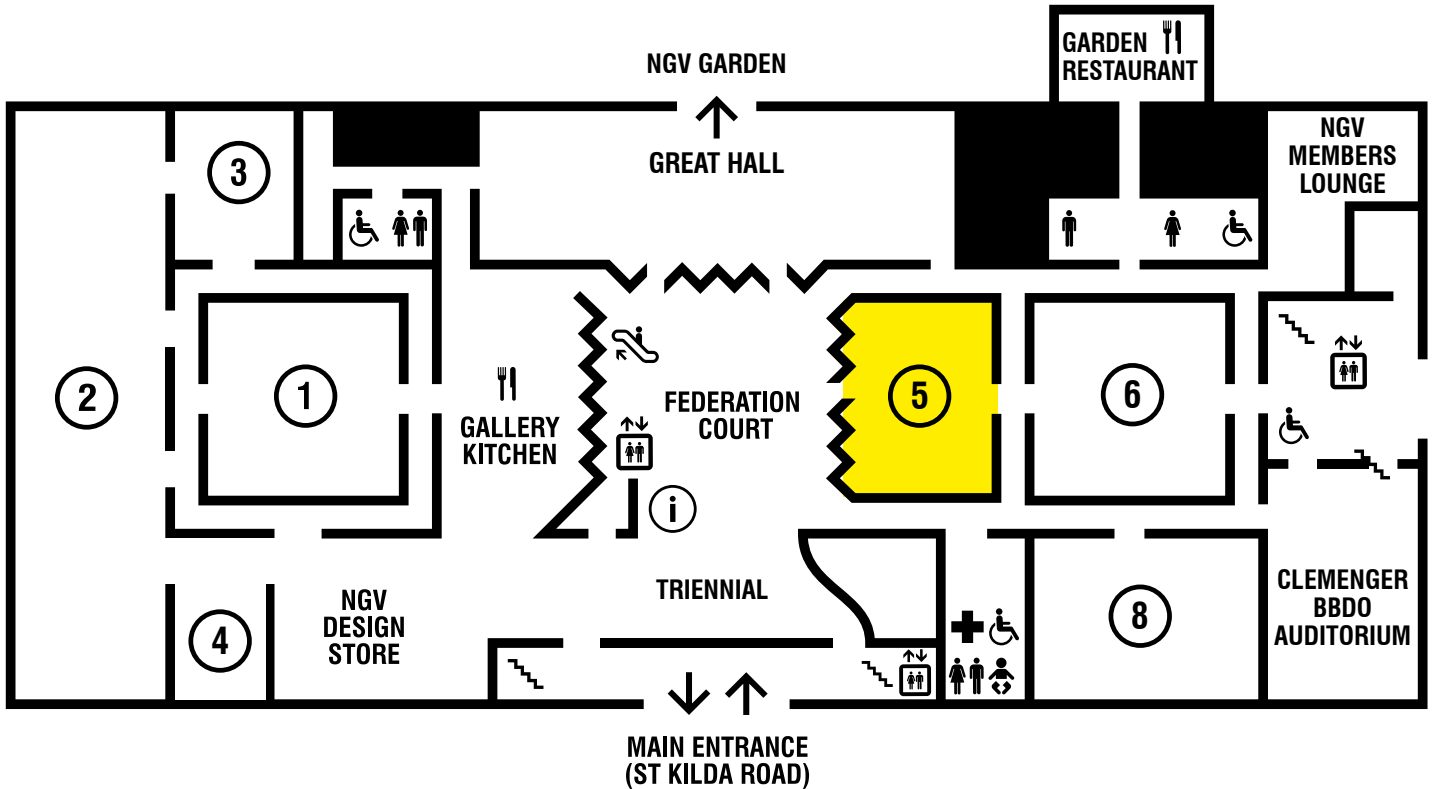 GARDEN
RESTAURANT
NGV GARDEN
GREAT HALL
NGV
MEMBERS
LOUNGE
3
2
1
GALLERY
KITCHEN
FEDERATION
COURT
5
6
i
4
NGV
DESIGN
STORE
TRIENNIAL
8
CLEMENGER
BBDO
AUDITORIUM
MAIN ENTRANCE
(ST KILDA ROAD)